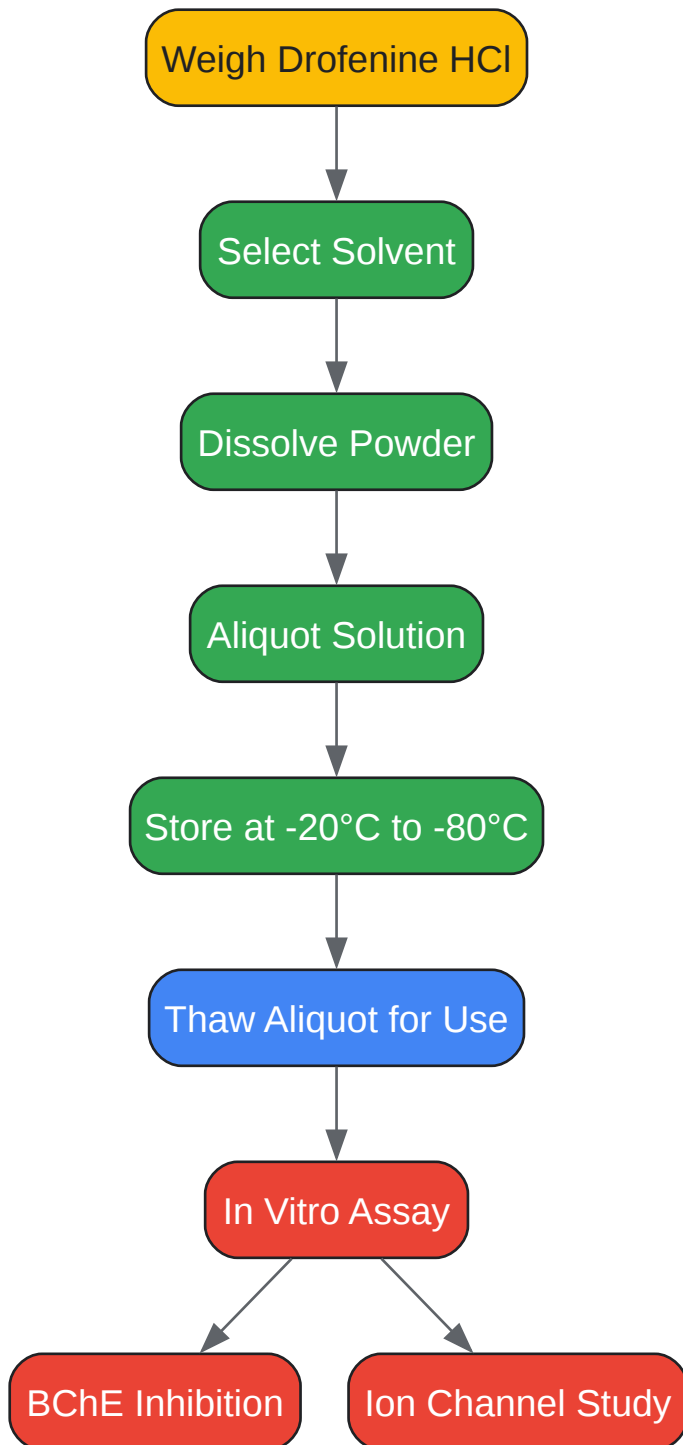 Weigh Drofenine HCl
Select Solvent
Dissolve Powder
Aliquot Solution
Store at -20°C to -80°C
Thaw Aliquot for Use
In Vitro Assay
BChE Inhibition
Ion Channel Study